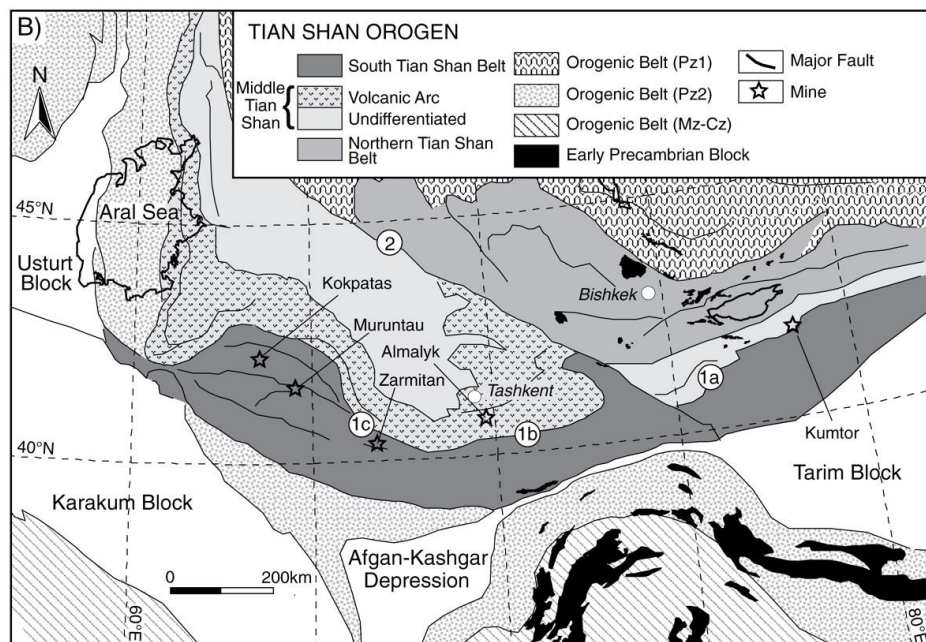 B)
N
TIAN SHAN OROGEN
South Tian Shan Belt
Middle
Tian
Shan
{
Volcanic Arc
Undifferentiated
Northern Tian Shan
Belt
Orogenic Belt (Pz1)
Orogenic Belt (Pz2)
Orogenic Belt (Mz-Cz)
Early Precambrian Block
Major Fault
Mine
45°N
Aral Sea
Usturt
Block
2
Kokpatas
Muruntau
Almalyk
Zarmitan
Tashkent
Bishkek
1a
1b
1c
Kumtor
40°N
Karakum Block
Tarim Block
Afgan-Kashgar
Depression
0 200km
60°E
80°E